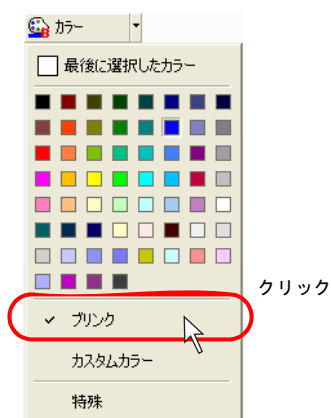 カラー
最後に選択したカラー
クリック
ブリンク
カスタムカラー
特殊